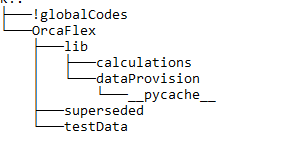 !globalCodes
OrcaFlex
lib
calculations
dataProvision
__pycache__
superseded
testData